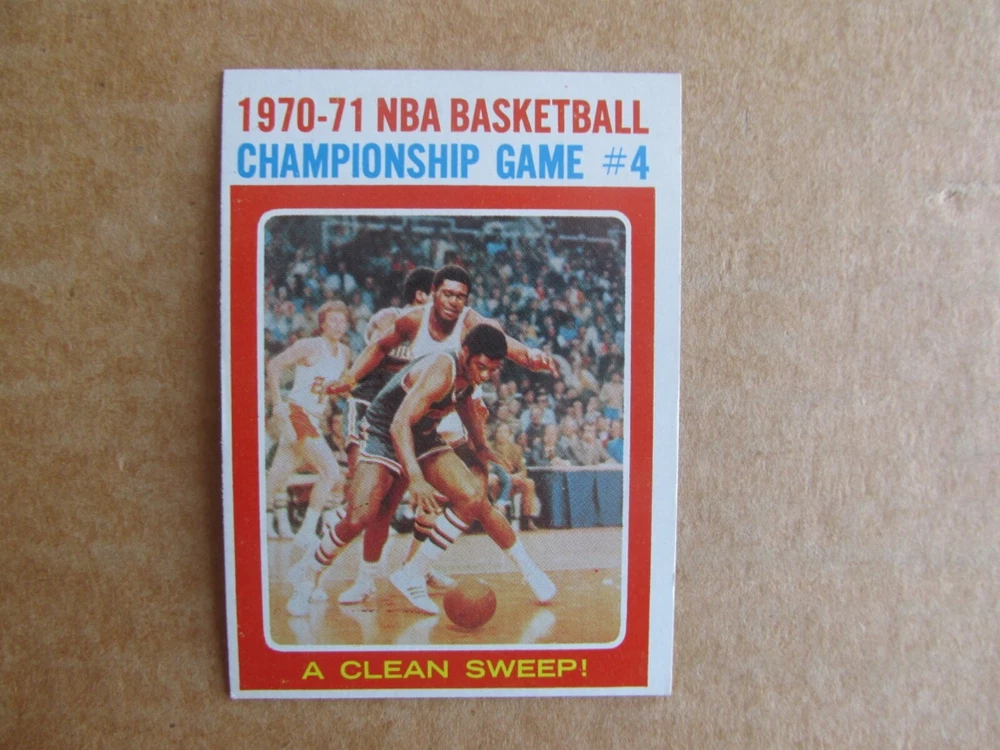 1970-71 NBA BASKETBALL
CHAMPIONSHIP GAME #4
A CLEAN SWEEP!